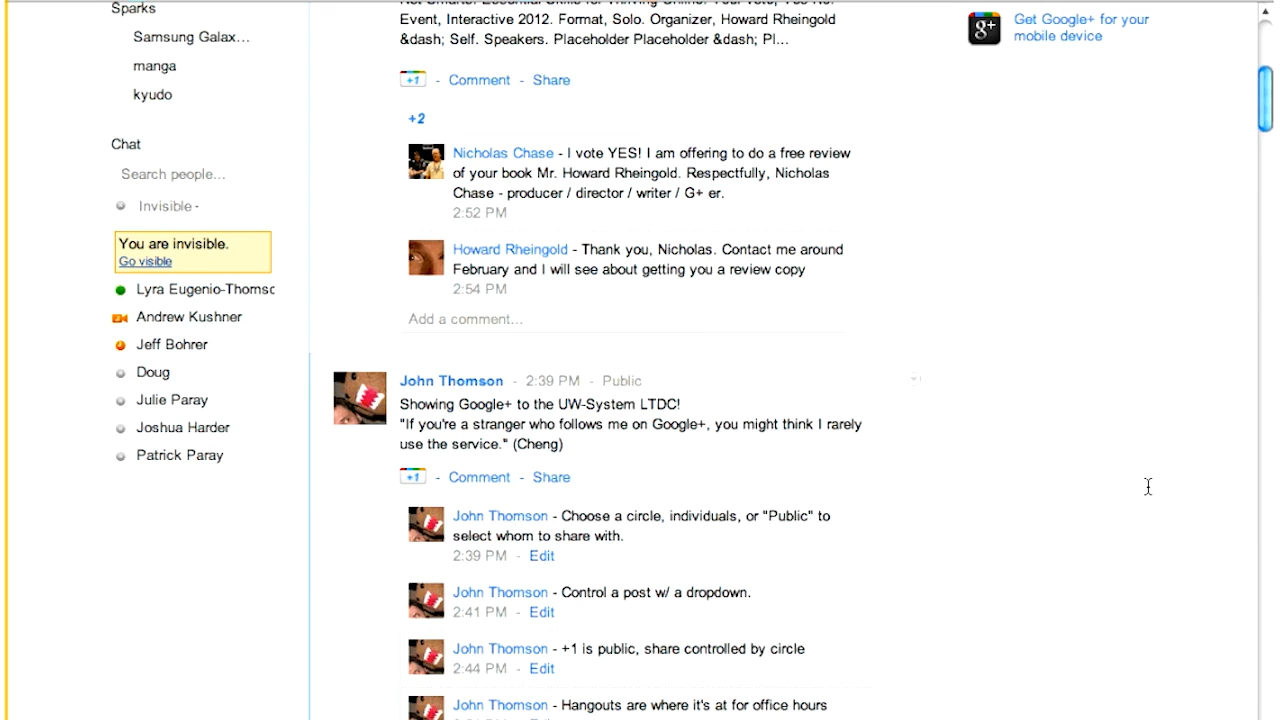 Sparks
Samsung Galax...
manga
kyudo
Chat
Search people...
Invisible
You are invisible.
Go visible
Lyra Eugenio-Thomsc
Andrew Kushner
Jeff Bohrer
Doug
Julie Paray
Joshua Harder
Patrick Paray
Event, Interactive 2012. Format, Solo. Organizer, Howard Rheingold
&dash; Self. Speakers. Placeholder Placeholder &dash; Pl...
+1 - Comment - Share
+2
Nicholas Chase - I vote YES! I am offering to do a free review
of your book Mr. Howard Rheingold. Respectfully, Nicholas
Chase - producer / director / writer / G+ er.
2:52 PM
Howard Rheingold - Thank you, Nicholas. Contact me around
February and I will see about getting you a review copy
2:54 PM
Add a comment...
John Thomson - 2:39 PM - Public
Showing Google+ to the UW-System LTDC!
"If you're a stranger who follows me on Google+, you might think I rarely
use the service." (Cheng)
+1 - Comment - Share
John Thomson - Choose a circle, individuals, or "Public" to
select whom to share with.
2:39 PM - Edit
John Thomson - Control a post w/ a dropdown.
2:41 PM - Edit
John Thomson - +1 is public, share controlled by circle
2:44 PM - Edit
John Thomson - Hangouts are where it's at for office hours
g+
Get Google+ for your
mobile device